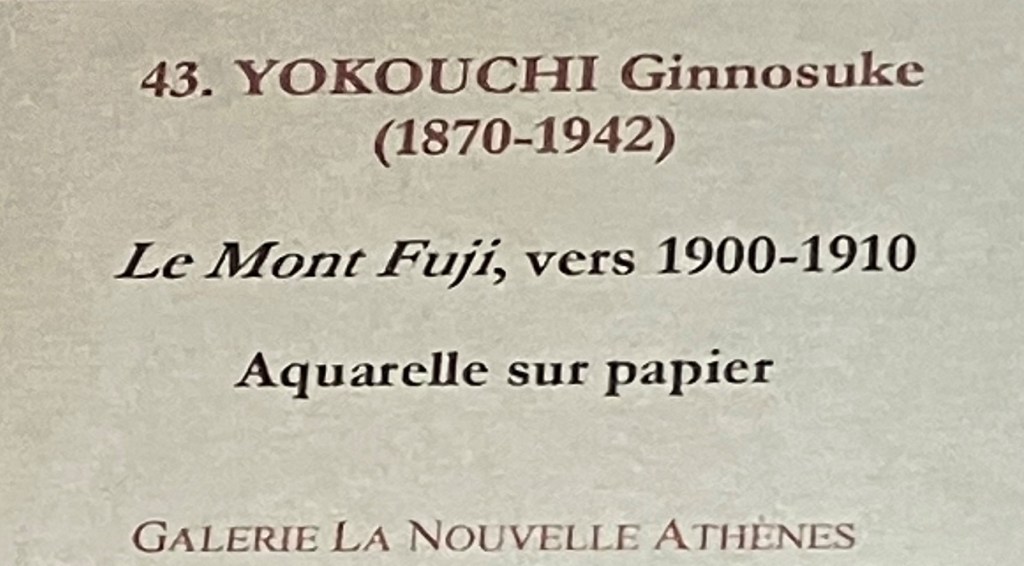 43. YOKOUCHI Ginnosuke
(1870-1942)
Le Mont Fuji, vers 1900-1910
Aquarelle sur papier
GALERIE LA NOUVELLE ATHÈNES